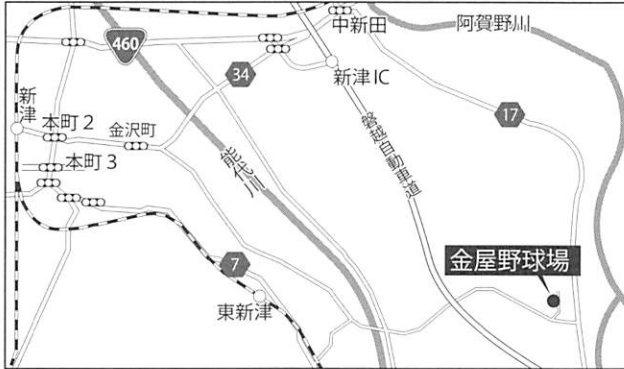 中新田
阿賀野川
460
34
新津IC
新津
本町2
金沢町
17
本町3
能代川
磐越自動車道
7
金屋野球場
東新津